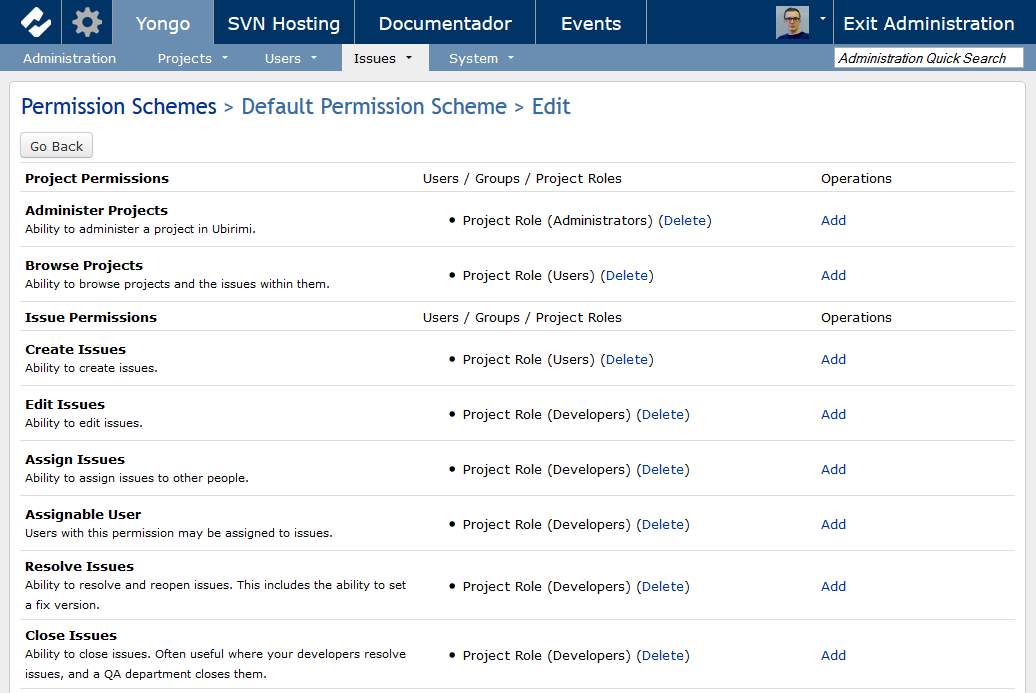 Yongo SVN Hosting Documentador Events Exit Administration
Administration Projects Users Issues System Administration Quick Search
Permission Schemes > Default Permission Scheme > Edit
Go Back
Project Permissions Users / Groups / Project Roles Operations
Administer Projects
Ability to administer a project in Ubirimi.
• Project Role (Administrators) (Delete) Add
Browse Projects
Ability to browse projects and the issues within them.
• Project Role (Users) (Delete) Add
Issue Permissions Users / Groups / Project Roles Operations
Create Issues
Ability to create issues.
• Project Role (Users) (Delete) Add
Edit Issues
Ability to edit issues.
• Project Role (Developers) (Delete) Add
Assign Issues
Ability to assign issues to other people.
• Project Role (Developers) (Delete) Add
Assignable User
Users with this permission may be assigned to issues.
• Project Role (Developers) (Delete) Add
Resolve Issues
Ability to resolve and reopen issues. This includes the ability to set
a fix version.
• Project Role (Developers) (Delete) Add
Close Issues
Ability to close issues. Often useful where your developers resolve
issues, and a QA department closes them.
• Project Role (Developers) (Delete) Add